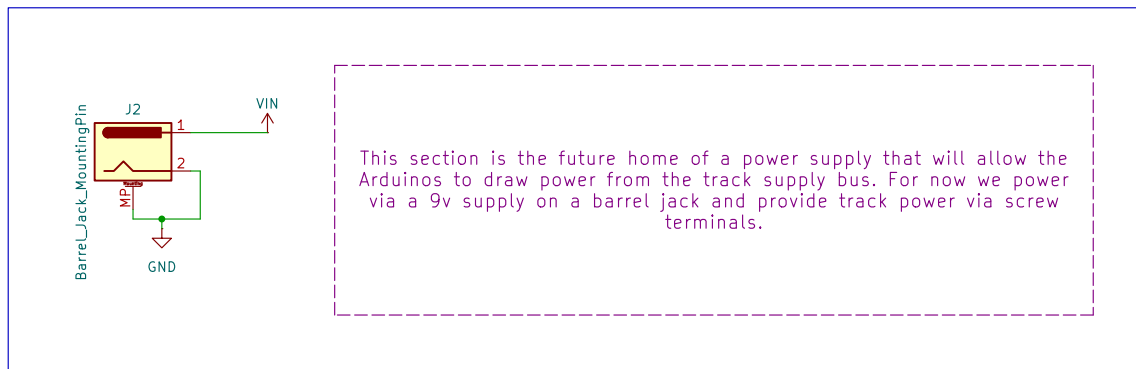 J2
VIN
1
2
Barrel_Jack_MountingPin
Mounting
MP
GND
This section is the future home of a power supply that will allow the
Arduinos to draw power from the track supply bus. For now we power
via a 9v supply on a barrel jack and provide track power via screw
terminals.